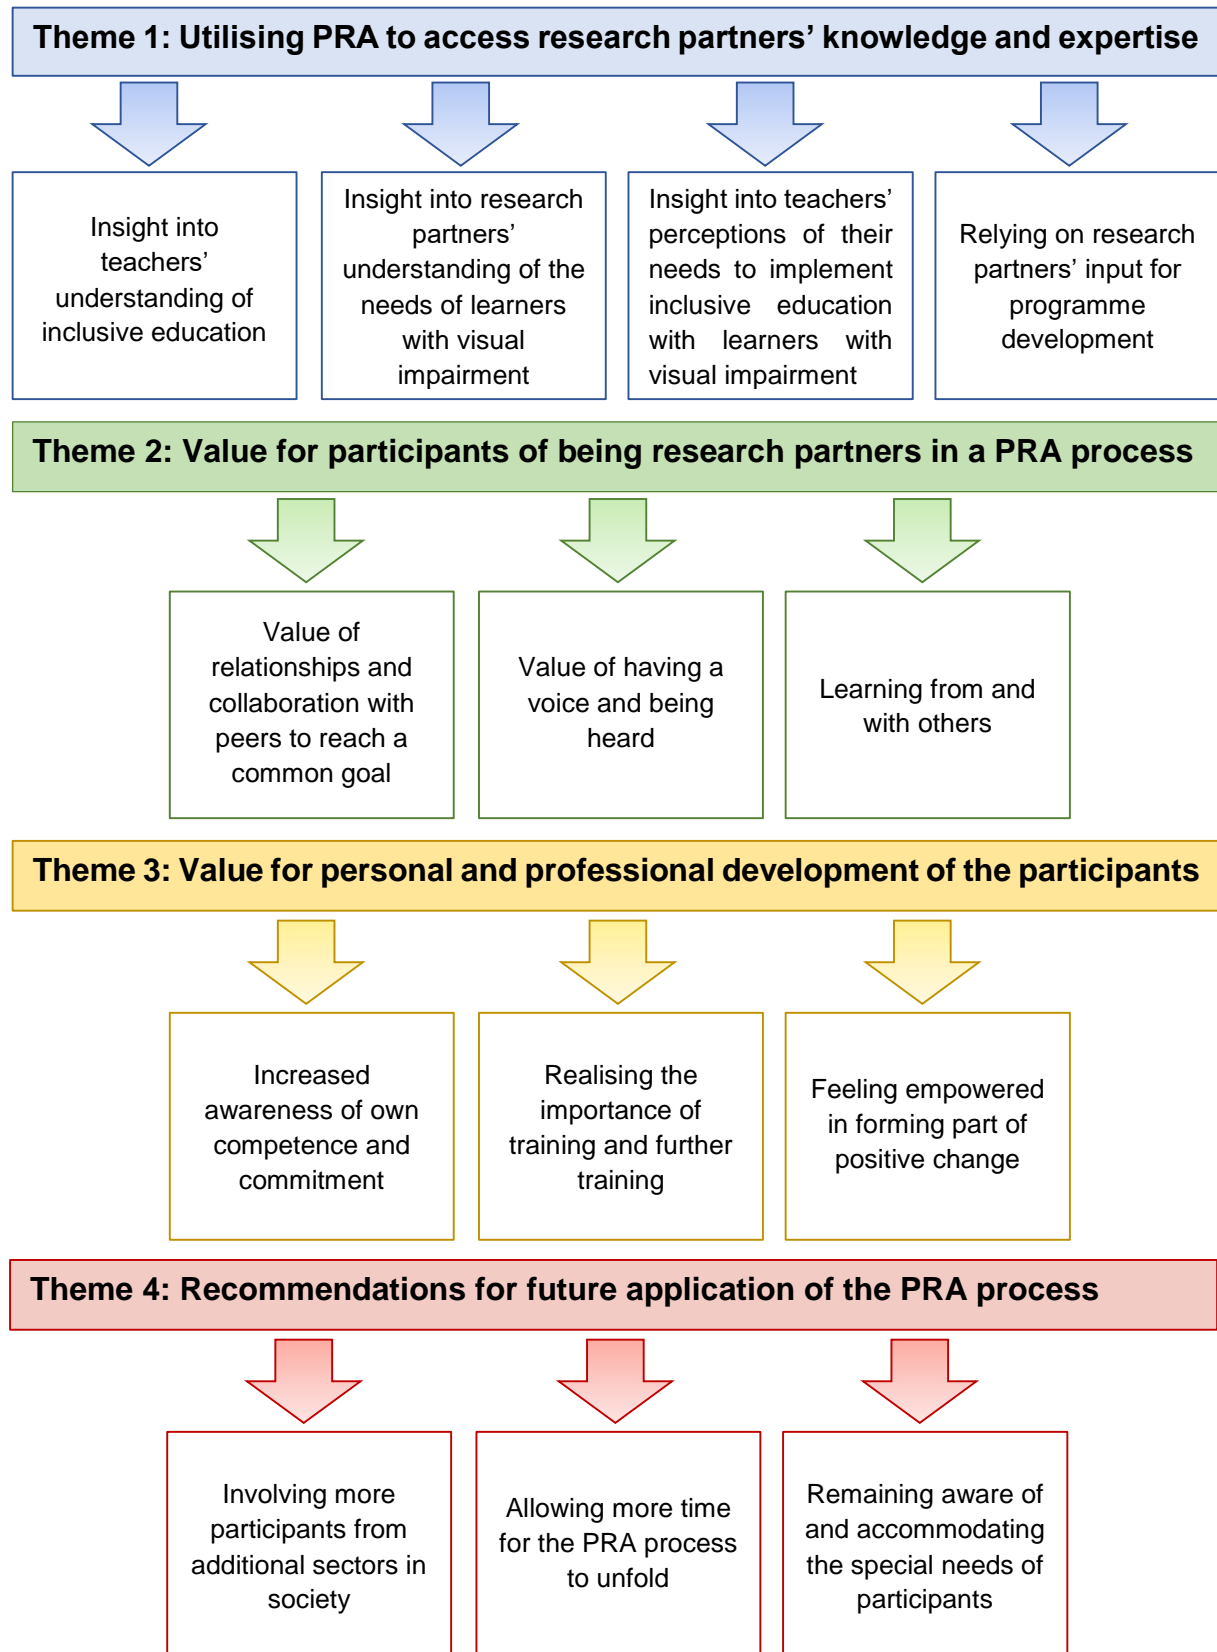 Theme 1: Utilising PRA to access research partners’ knowledge and expertise
Insight into
teachers’
understanding of
inclusive education
Insight into research
partners’
understanding of the
needs of learners
with visual
impairment
Insight into teachers’
perceptions of their
needs to implement
inclusive education
with learners with
visual impairment
Relying on research
partners’ input for
programme
development
Theme 2: Value for participants of being research partners in a PRA process
Value of
relationships and
collaboration with
peers to reach a
common goal
Value of having a
voice and being
heard
Learning from and
with others
Theme 3: Value for personal and professional development of the participants
Increased
awareness of own
competence and
commitment
Realising the
importance of
training and further
training
Feeling empowered
in forming part of
positive change
Theme 4: Recommendations for future application of the PRA process
Involving more
participants from
additional sectors in
society
Allowing more time
for the PRA process
to unfold
Remaining aware of
and accommodating
the special needs of
participants